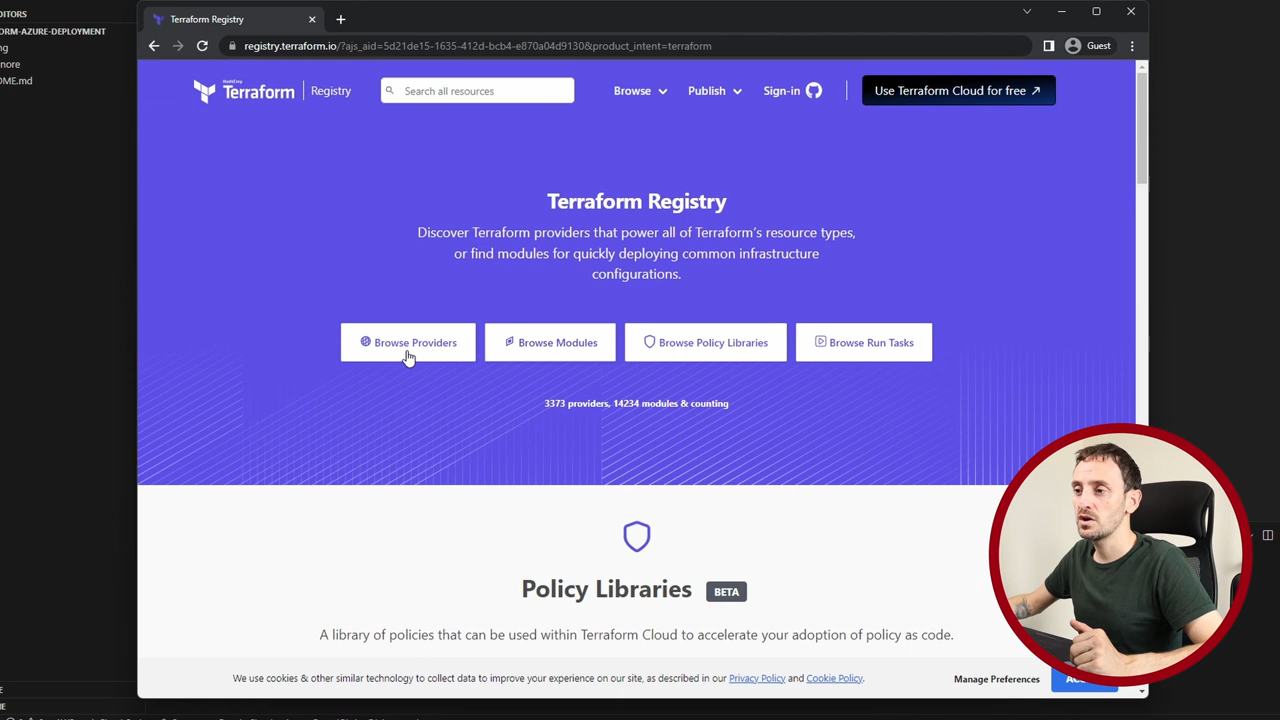 EDITORS
Terraform Registry
FORM-AZURE-DEPLOYMENT
ng
nore
OME.md
registry.terraform.io/?ajs_aid=5d21de15-1635-412d-bcb4-e870a04d9130&product_intent=terraform
Guest
HashiCorp
Terraform
Registry
Search all resources
Browse
Publish
Sign-in
Use Terraform Cloud for free
Terraform Registry
Discover Terraform providers that power all of Terraform's resource types,
or find modules for quickly deploying common infrastructure
configurations.
Browse Providers
Browse Modules
Browse Policy Libraries
Browse Run Tasks
3373 providers, 14234 modules & counting
Policy Libraries
BETA
A library of policies that can be used within Terraform Cloud to accelerate your adoption of policy as code.
We use cookies & other similar technology to collect data to improve your experience on our site, as described in our Privacy Policy and Cookie Policy.
Manage Preferences